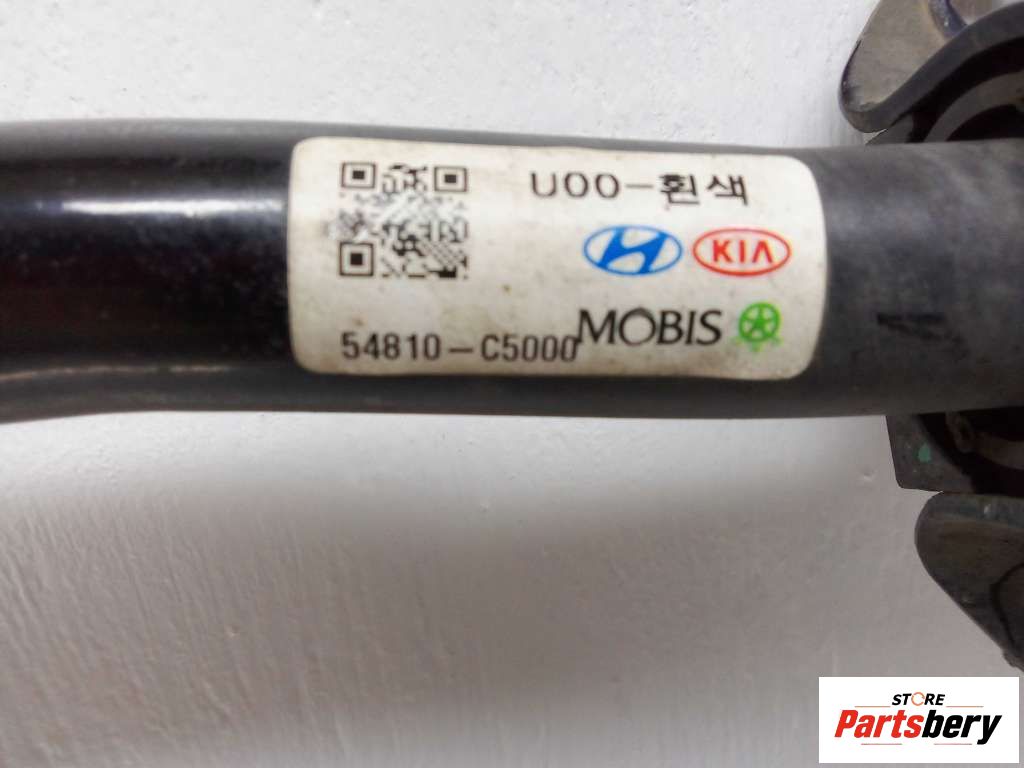 U00-흰색
KIA
54810-C5000
MOBIS
STORE
Partsbery